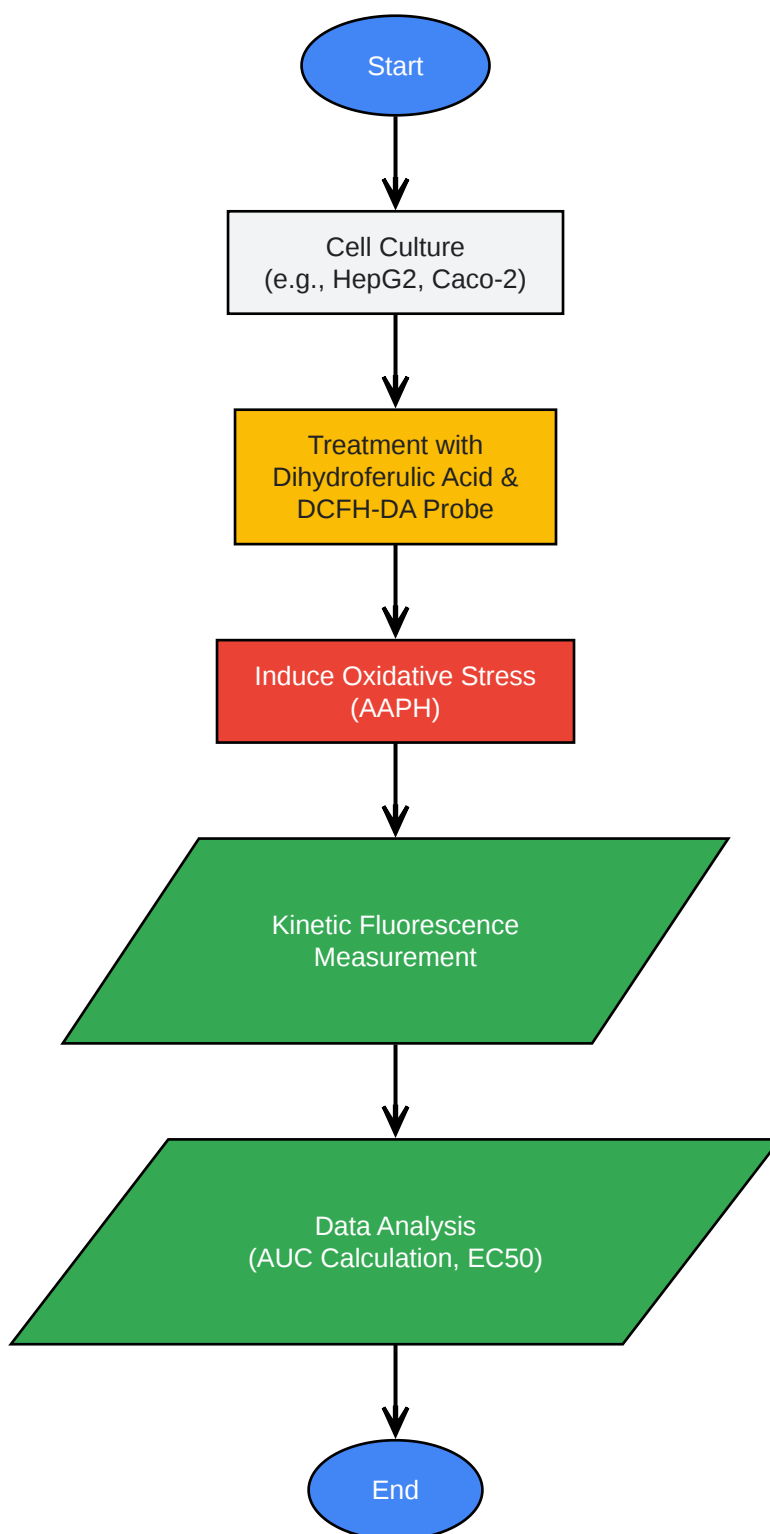 Start
Cell Culture
(e.g., HepG2, Caco-2)
Treatment with
Dihydroferulic Acid &
DCFH-DA Probe
Induce Oxidative Stress
(AAPH)
Kinetic Fluorescence
Measurement
Data Analysis
(AUC Calculation, EC50)
End